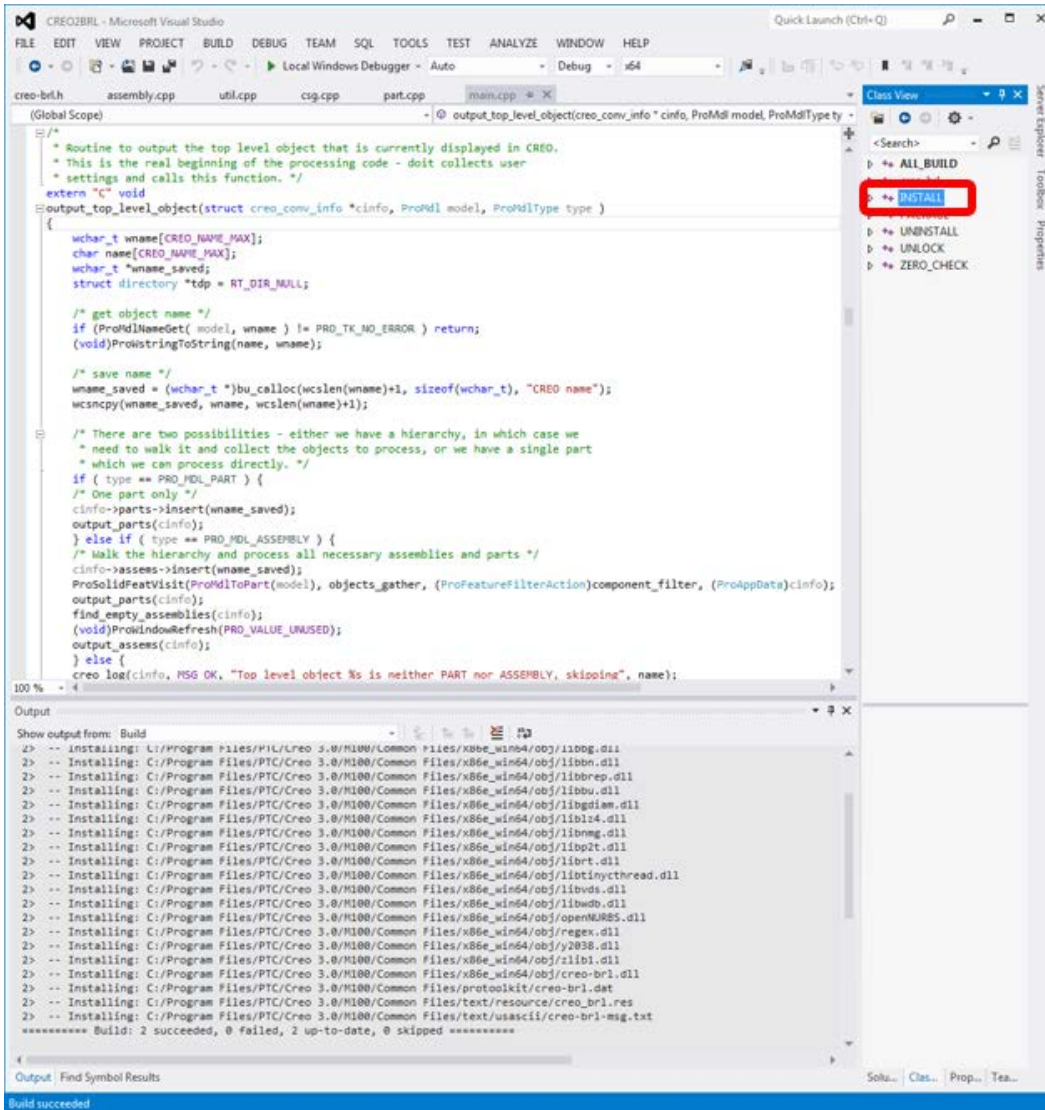 CREO2BRL - Microsoft Visual Studio
Quick Launch (Ctrl+Q)
FILE EDIT VIEW PROJECT BUILD DEBUG TEAM SQL TOOLS TEST ANALYZE WINDOW HELP
Local Windows Debugger Auto Debug x64
creo-brl.h assembly.cpp util.cpp csg.cpp part.cpp main.cpp
(Global Scope) output_top_level_object(creo_conv_info * cinfo, ProMdl model, ProMdlType ty
/*
* Routine to output the top level object that is currently displayed in CREO.
* This is the real beginning of the processing code - doit collects user
* settings and calls this function. */
extern "C" void
output_top_level_object(struct creo_conv_info *cinfo, ProMdl model, ProMdlType type )
{
wchar_t wname[CREO_NAME_MAX];
char name[CREO_NAME_MAX];
wchar_t *wname_saved;
struct directory *tdp = RT_DIR_NULL;
/* get object name */
if (ProMdlNameGet( model, wname ) != PRO_TK_NO_ERROR ) return;
(void)ProWstringToString(name, wname);
/* save name */
wname_saved = (wchar_t *)bu_calloc(wcslen(wname)+1, sizeof(wchar_t), "CREO name");
wcsncpy(wname_saved, wname, wcslen(wname)+1);
/* There are two possibilities - either we have a hierarchy, in which case we
* need to walk it and collect the objects to process, or we have a single part
* which we can process directly. */
if ( type == PRO_MDL_PART ) {
/* One part only */
cinfo->parts->insert(wname_saved);
output_parts(cinfo);
} else if ( type == PRO_MDL_ASSEMBLY ) {
/* Walk the hierarchy and process all necessary assemblies and parts */
cinfo->assems->insert(wname_saved);
ProSolidFeatVisit(ProMdlToPart(model), objects_gather, (ProFeatureFilterAction)component_filter, (ProAppData)cinfo);
output_parts(cinfo);
find_empty_assemblies(cinfo);
(void)ProWindowRefresh(PRO_VALUE_UNUSED);
output_assems(cinfo);
} else {
creo_log(cinfo, MSG_OK, "Top level object %s is neither PART nor ASSEMBLY, skipping", name);
100 %
Class View
<Search>
ALL_BUILD
INSTALL
UNINSTALL
UNLOCK
ZERO_CHECK
Server Explorer
Toolbox
Properties
Output
Show output from: Build
2> -- Installing: C:/Program Files/PTC/Creo 3.0/M100/Common Files/x86e_win64/obj/libbg.dll
2> -- Installing: C:/Program Files/PTC/Creo 3.0/M100/Common Files/x86e_win64/obj/libbn.dll
2> -- Installing: C:/Program Files/PTC/Creo 3.0/M100/Common Files/x86e_win64/obj/libbrep.dll
2> -- Installing: C:/Program Files/PTC/Creo 3.0/M100/Common Files/x86e_win64/obj/libbu.dll
2> -- Installing: C:/Program Files/PTC/Creo 3.0/M100/Common Files/x86e_win64/obj/libgdiam.dll
2> -- Installing: C:/Program Files/PTC/Creo 3.0/M100/Common Files/x86e_win64/obj/liblz4.dll
2> -- Installing: C:/Program Files/PTC/Creo 3.0/M100/Common Files/x86e_win64/obj/libnmg.dll
2> -- Installing: C:/Program Files/PTC/Creo 3.0/M100/Common Files/x86e_win64/obj/libp2t.dll
2> -- Installing: C:/Program Files/PTC/Creo 3.0/M100/Common Files/x86e_win64/obj/librt.dll
2> -- Installing: C:/Program Files/PTC/Creo 3.0/M100/Common Files/x86e_win64/obj/libtinycthread.dll
2> -- Installing: C:/Program Files/PTC/Creo 3.0/M100/Common Files/x86e_win64/obj/libvds.dll
2> -- Installing: C:/Program Files/PTC/Creo 3.0/M100/Common Files/x86e_win64/obj/libwdb.dll
2> -- Installing: C:/Program Files/PTC/Creo 3.0/M100/Common Files/x86e_win64/obj/openNURBS.dll
2> -- Installing: C:/Program Files/PTC/Creo 3.0/M100/Common Files/x86e_win64/obj/regex.dll
2> -- Installing: C:/Program Files/PTC/Creo 3.0/M100/Common Files/x86e_win64/obj/y2038.dll
2> -- Installing: C:/Program Files/PTC/Creo 3.0/M100/Common Files/x86e_win64/obj/zlib1.dll
2> -- Installing: C:/Program Files/PTC/Creo 3.0/M100/Common Files/x86e_win64/obj/creo-brl.dll
2> -- Installing: C:/Program Files/PTC/Creo 3.0/M100/Common Files/protoolkit/creo-brl.dat
2> -- Installing: C:/Program Files/PTC/Creo 3.0/M100/Common Files/text/resource/creo_brl.res
2> -- Installing: C:/Program Files/PTC/Creo 3.0/M100/Common Files/text/usascii/creo-brl-msg.txt
========== Build: 2 succeeded, 0 failed, 2 up-to-date, 0 skipped ==========
Output Find Symbol Results
Solu... Clas... Prop... Tea...
Build succeeded